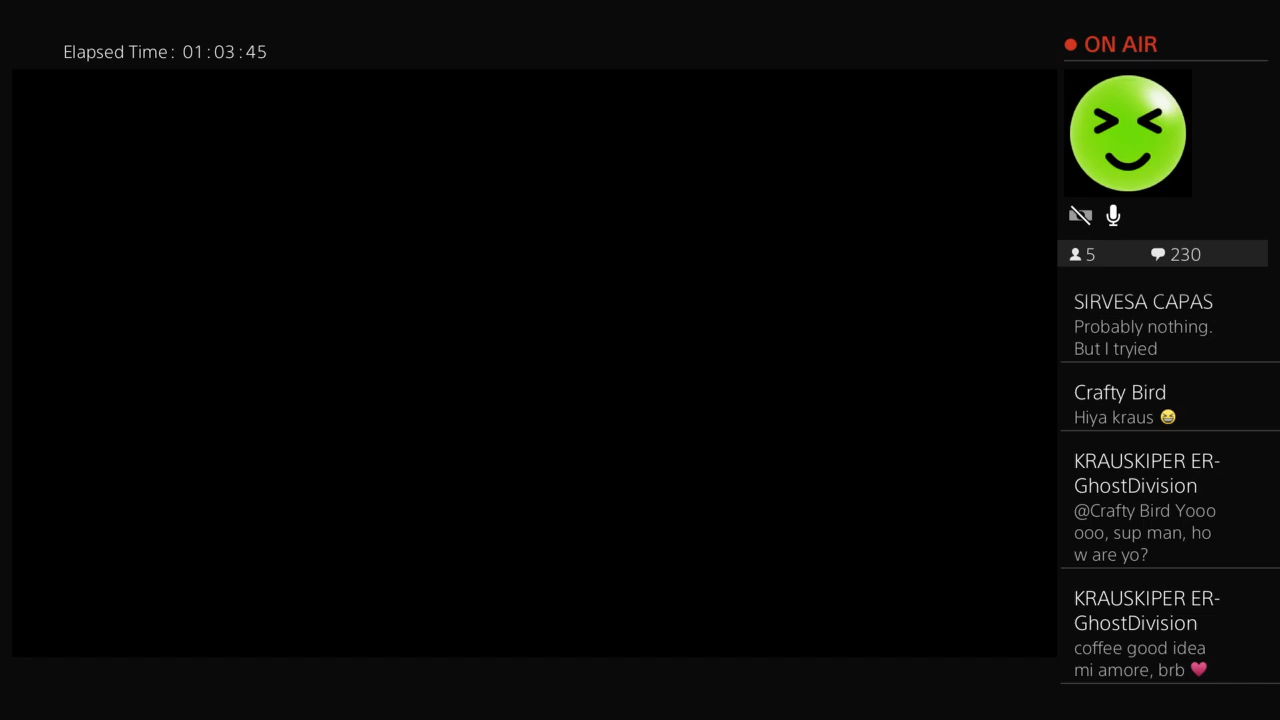 Elapsed Time: 01:03:45
ON AIR
5 230
SIRVESA CAPAS
Probably nothing.
But I tryied
Crafty Bird
Hiya kraus 😆
KRAUSKIPER ER-
GhostDivision
@Crafty Bird Yooo
ooo, sup man, ho
w are yo?
KRAUSKIPER ER-
GhostDivision
coffee good idea
mi amore, brb ❤️